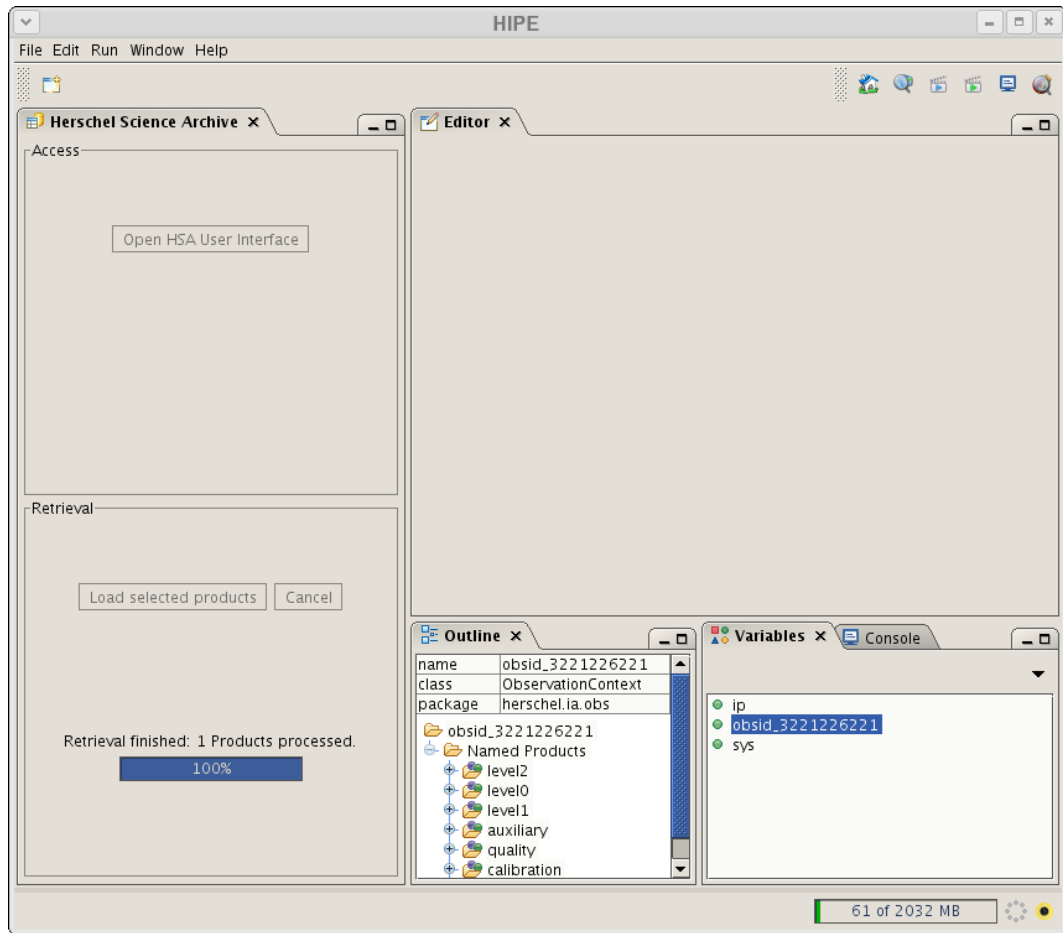 HIPE
File Edit Run Window Help
Herschel Science Archive
Access
Open HSA User Interface
Retrieval
Load selected products Cancel
Retrieval finished: 1 Products processed.
100%
Editor
Outline
name obsid_3221226221
class ObservationContext
package herschel.ia.obs
obsid_3221226221
Named Products
level2
level0
level1
auxiliary
quality
calibration
Variables Console
ip
obsid_3221226221
sys
61 of 2032 MB